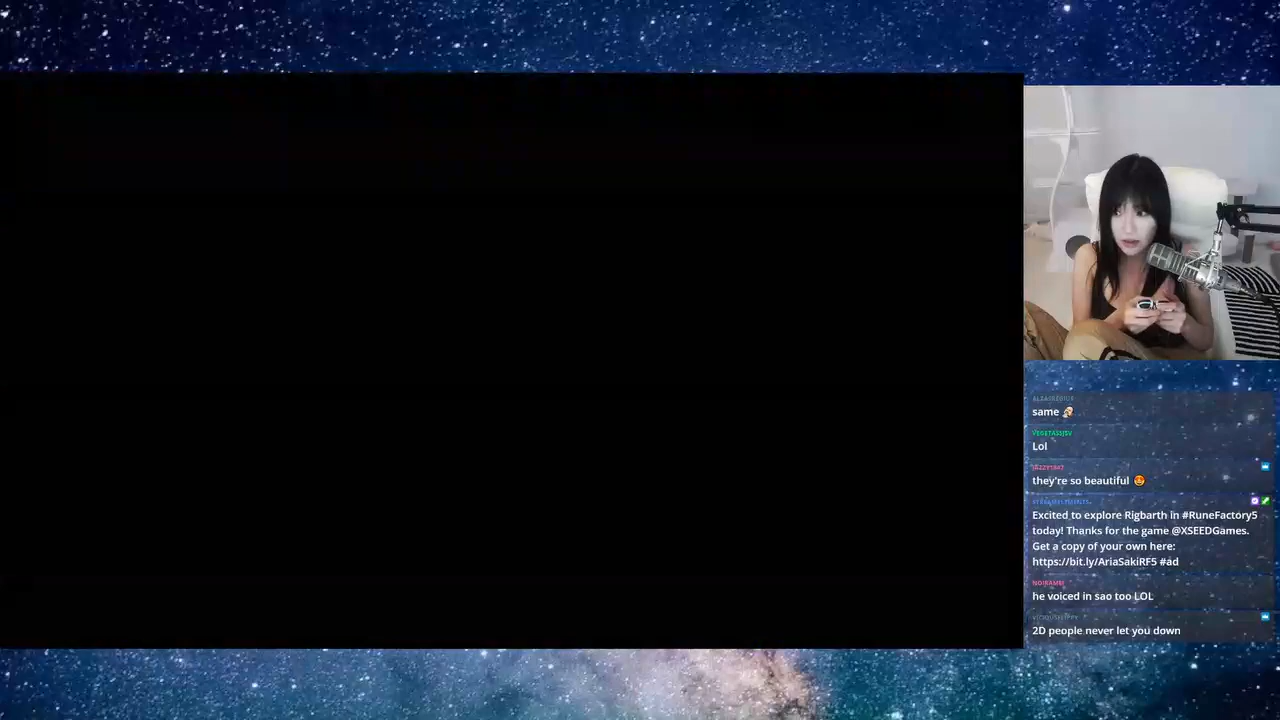 same
VEGETASSJSV
Lol
they're so beautiful
Excited to explore Rigbarth in #RuneFactory5
today! Thanks for the game @XSEEDGames.
Get a copy of your own here:
https://bit.ly/AriaSakiRF5 #ad
he voiced in sao too LOL
2D people never let you down